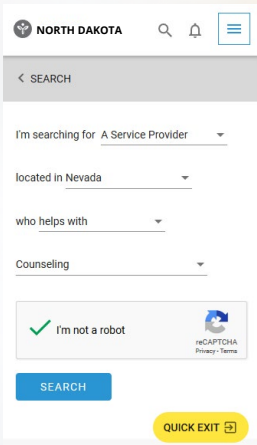 NORTH DAKOTA
< SEARCH
I'm searching for A Service Provider
located in Nevada
who helps with
Counseling
I'm not a robot
reCAPTCHA
Privacy - Terms
SEARCH
QUICK EXIT